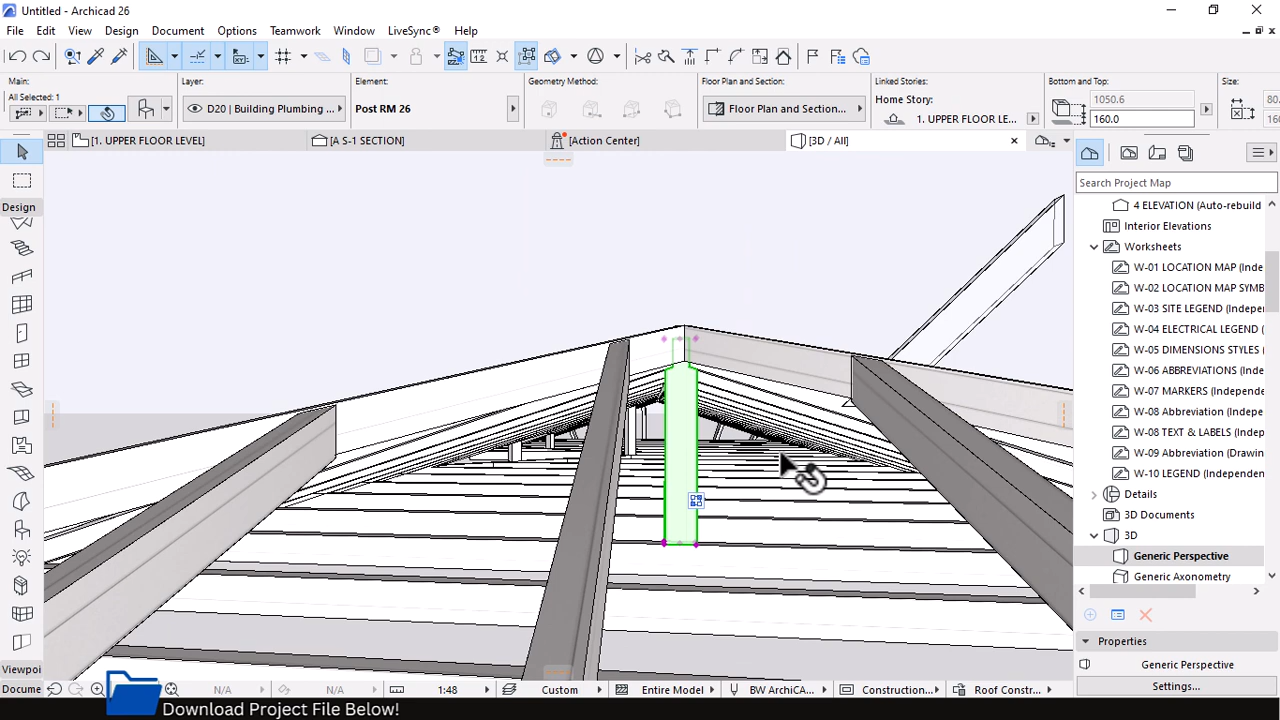 Untitled - Archicad 26
File Edit View Design Document Options Teamwork Window LiveSync® Help
Main: Layer: Element: Geometry Method: Floor Plan and Section: Linked Stories: Bottom and Top: Size:
All Selected: 1
D20 | Building Plumbing ... Post RM 26 Floor Plan and Section... Home Story: 1050.6 80.
1. UPPER FLOOR LE... 160.0 160
[1. UPPER FLOOR LEVEL] [A S-1 SECTION] [Action Center] [3D / All]
Search Project Map
Design
4 ELEVATION (Auto-rebuild
Interior Elevations
Worksheets
W-01 LOCATION MAP (Inde
W-02 LOCATION MAP SYMB
W-03 SITE LEGEND (Indepen
W-04 ELECTRICAL LEGEND (
W-05 DIMENSIONS STYLES (
W-06 ABBREVIATIONS (Inde
W-07 MARKERS (Independe
W-08 Abbreviation (Indepe
W-08 TEXT & LABELS (Indep
W-09 Abbreviation (Drawin
W-10 LEGEND (Independen
Details
3D Documents
3D
Generic Perspective
Generic Axonometry
Properties
Generic Perspective
Settings...
Viewpoi
Docume N/A N/A 1:48 Custom Entire Model BW ArchiCA... Construction... Roof Constr...
Download Project File Below!